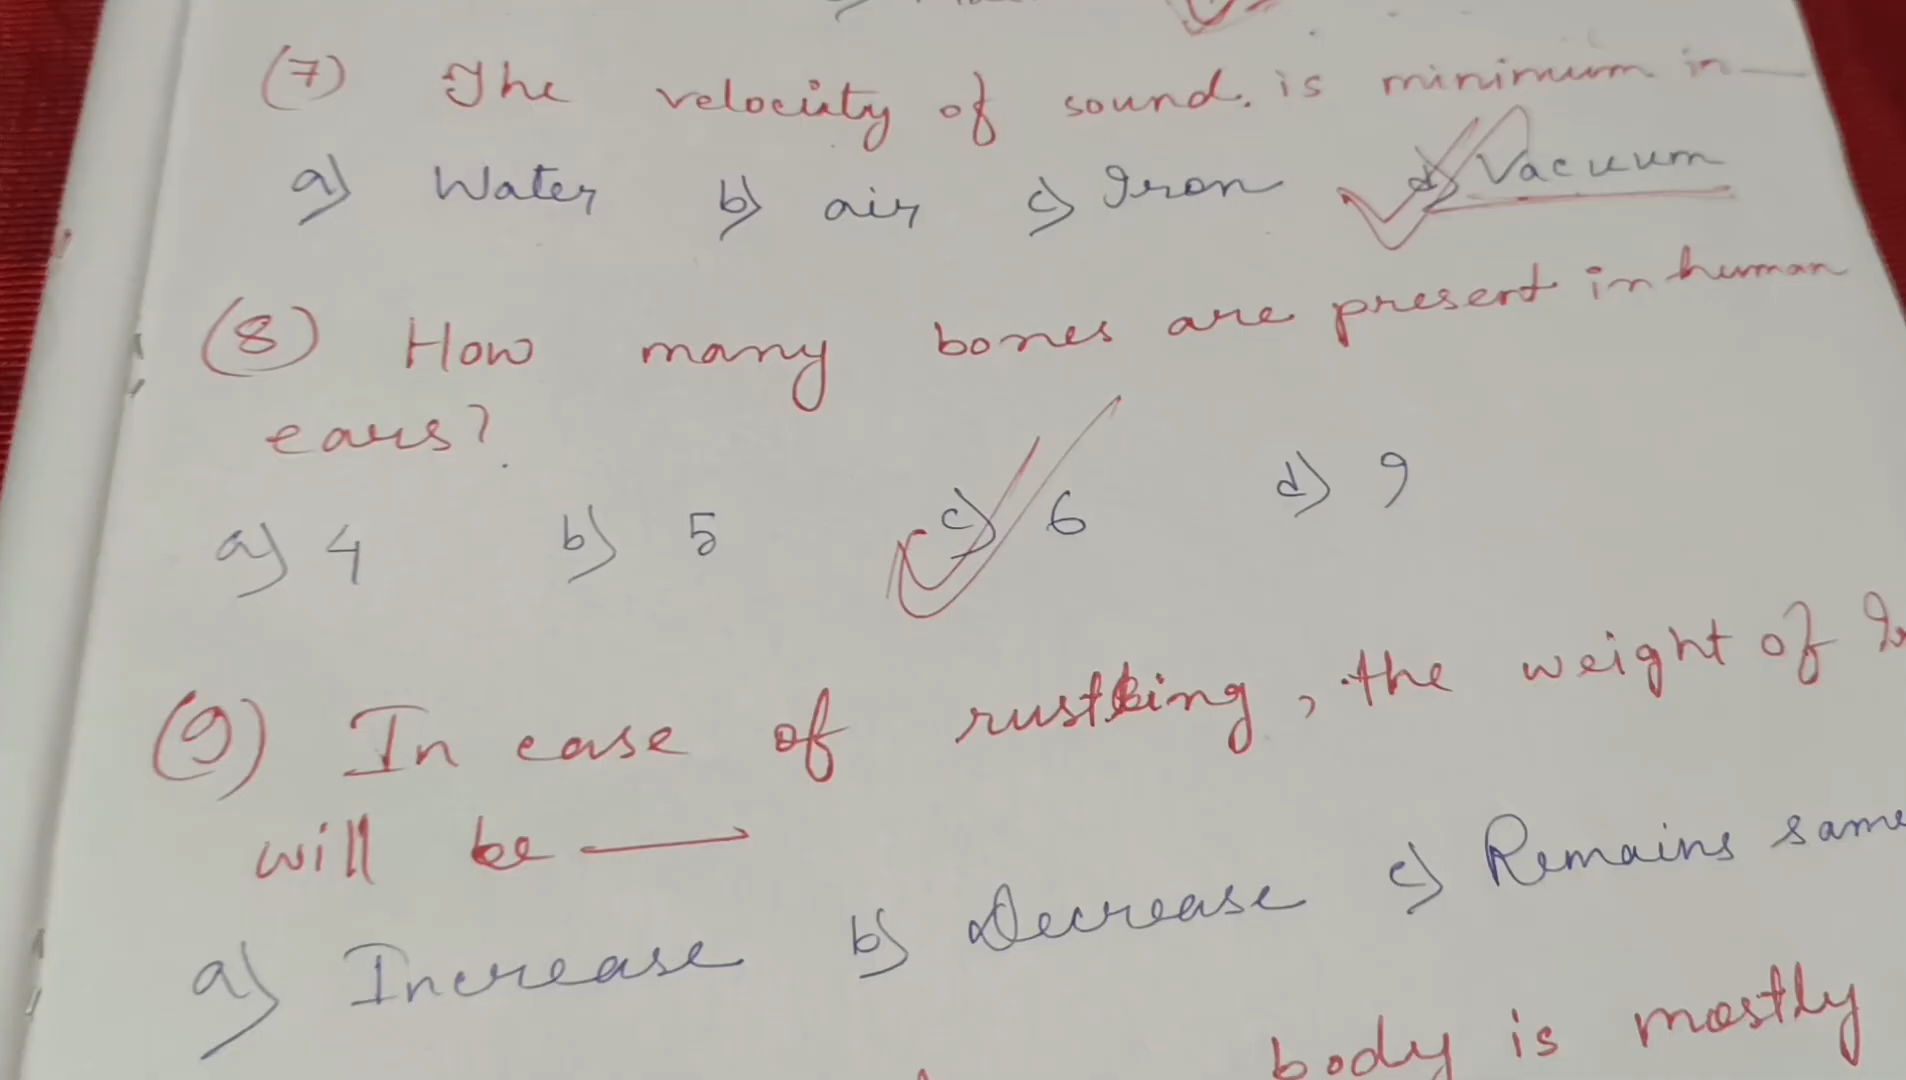 (7) The velocity of sound is minimum in —
a) Water b) air c) Iron d) Vacuum
(8) How many bones are present in human
ears?
a) 4 b) 5 c) 6 d) 9
(9) In case of rusting, the weight of
will be —
a) Increase b) Decrease c) Remains same
body is mostly